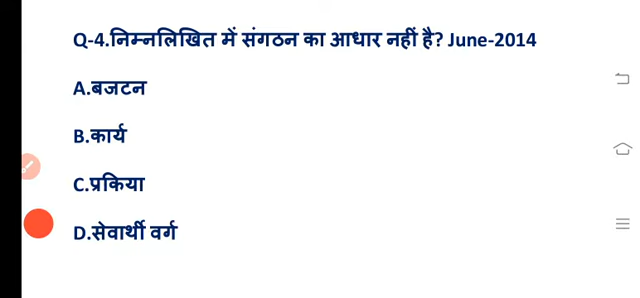 Q-4.निम्नलिखित में संगठन का आधार नहीं है? June-2014
A.बजटन
B.कार्य
C.प्रकिया
D.सेवार्थी वर्ग